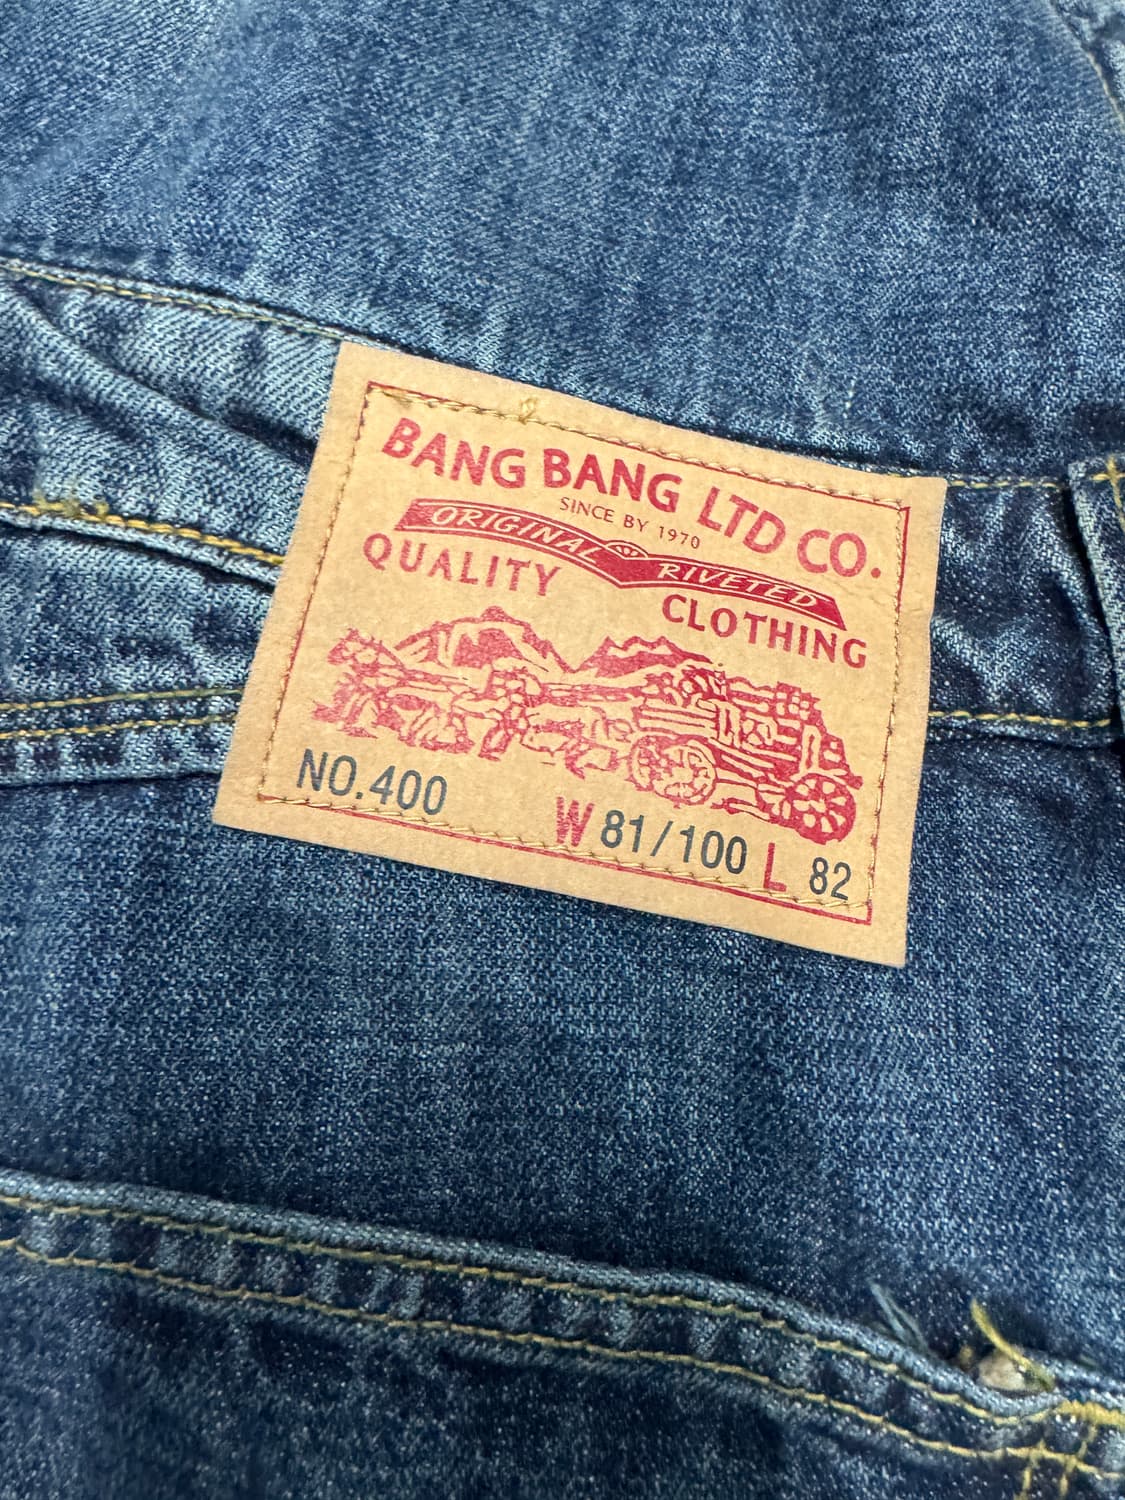 BANG BANG LTD CO.
SINCE BY 1970
ORIGINAL RIVETED
QUALITY CLOTHING
NO.400
W 81/100 L 82